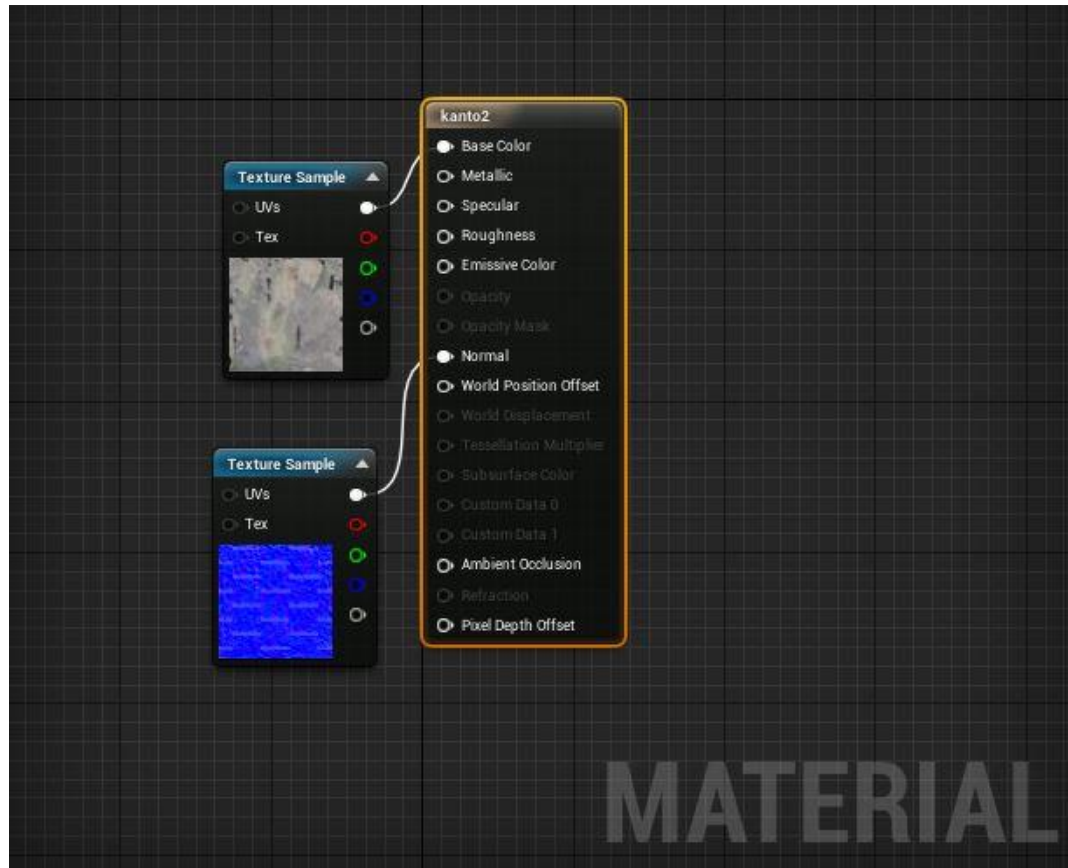 kanto2
Base Color
Metallic
Specular
Roughness
Emissive Color
Opacity
Opacity Mask
Normal
World Position Offset
World Displacement
Tessellation Multiplier
Subsurface Color
Custom Data 0
Custom Data 1
Ambient Occlusion
Refraction
Pixel Depth Offset
Texture Sample
UVs
Tex
Texture Sample
UVs
Tex
MATERIAL